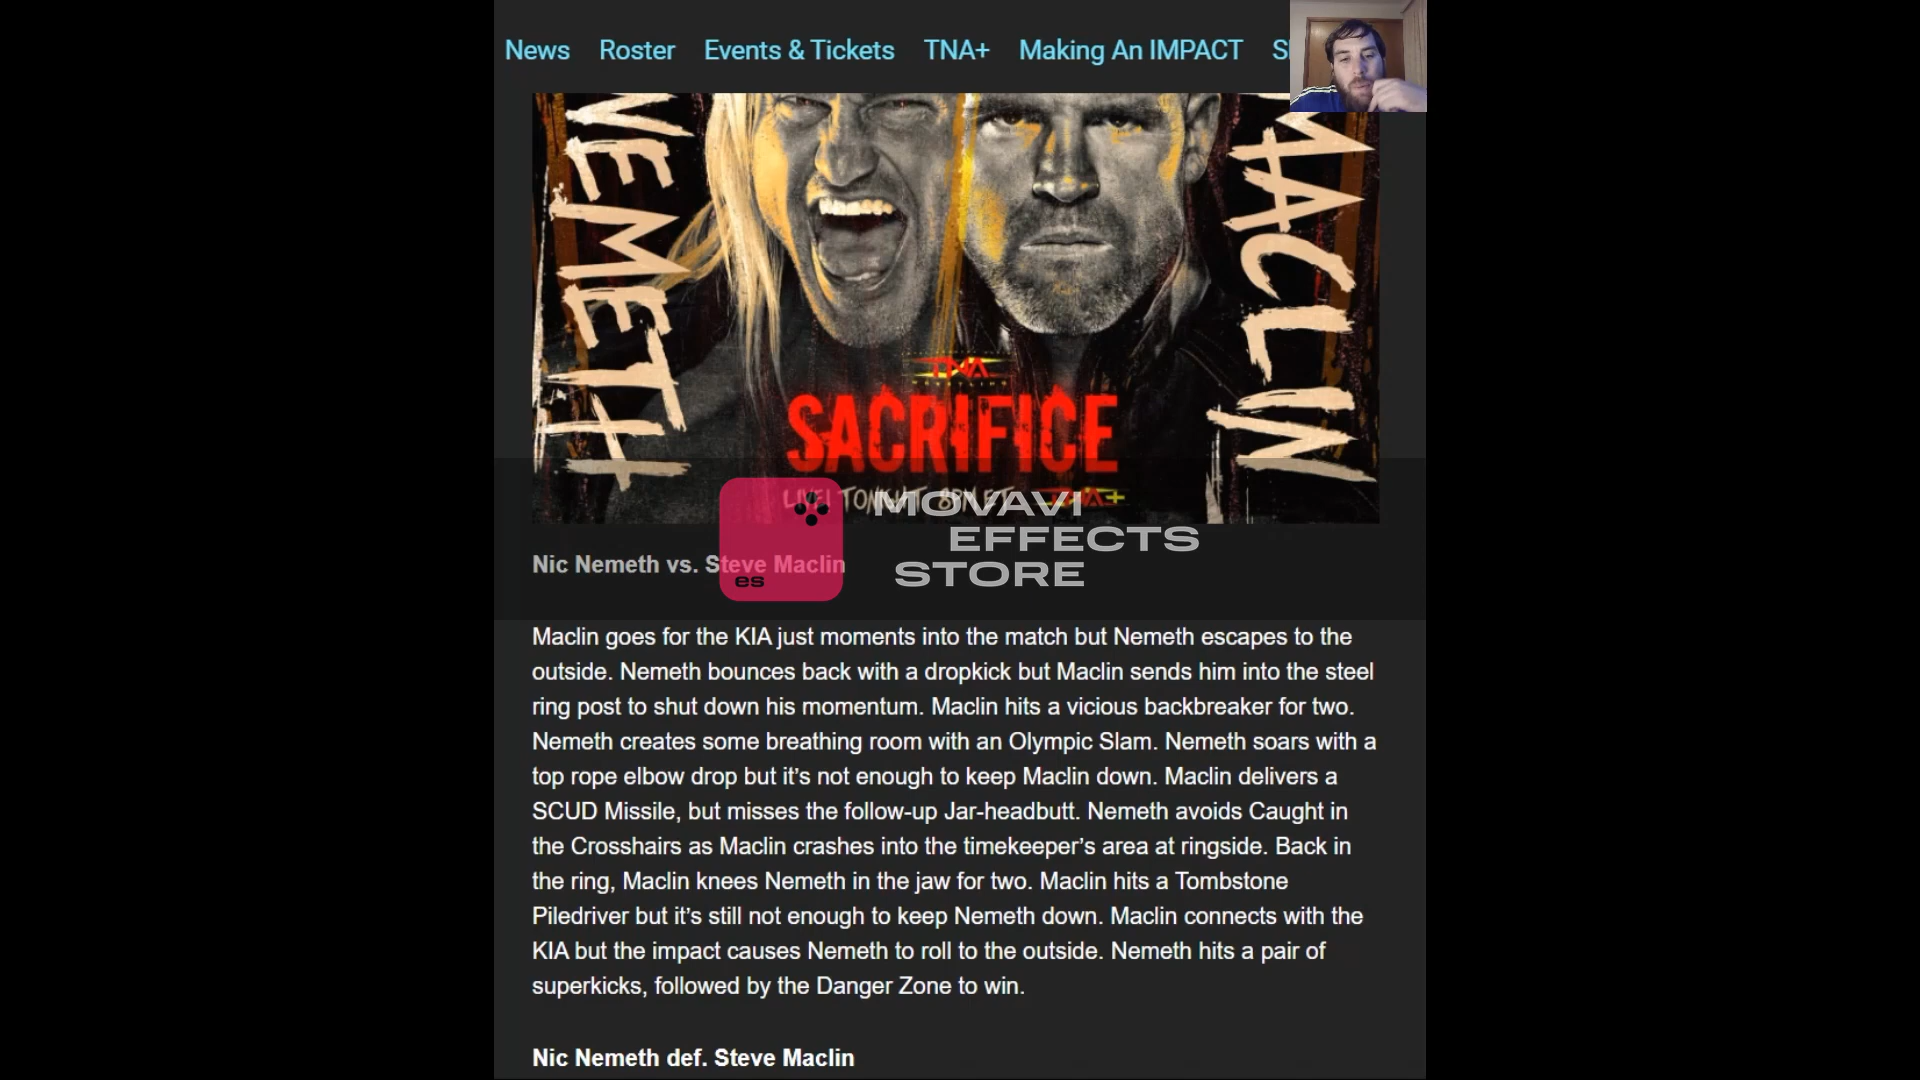 News Roster Events & Tickets TNA+ Making An IMPACT
NEMETH
MACLIN
TNA
WRESTLING
SACRIFICE
LIVE! TONIGHT 8PM ET TNA+
MOVAVI
EFFECTS
STORE
es
Nic Nemeth vs. Steve Maclin
Maclin goes for the KIA just moments into the match but Nemeth escapes to the
outside. Nemeth bounces back with a dropkick but Maclin sends him into the steel
ring post to shut down his momentum. Maclin hits a vicious backbreaker for two.
Nemeth creates some breathing room with an Olympic Slam. Nemeth soars with a
top rope elbow drop but it’s not enough to keep Maclin down. Maclin delivers a
SCUD Missile, but misses the follow-up Jar-headbutt. Nemeth avoids Caught in
the Crosshairs as Maclin crashes into the timekeeper’s area at ringside. Back in
the ring, Maclin knees Nemeth in the jaw for two. Maclin hits a Tombstone
Piledriver but it’s still not enough to keep Nemeth down. Maclin connects with the
KIA but the impact causes Nemeth to roll to the outside. Nemeth hits a pair of
superkicks, followed by the Danger Zone to win.
Nic Nemeth def. Steve Maclin